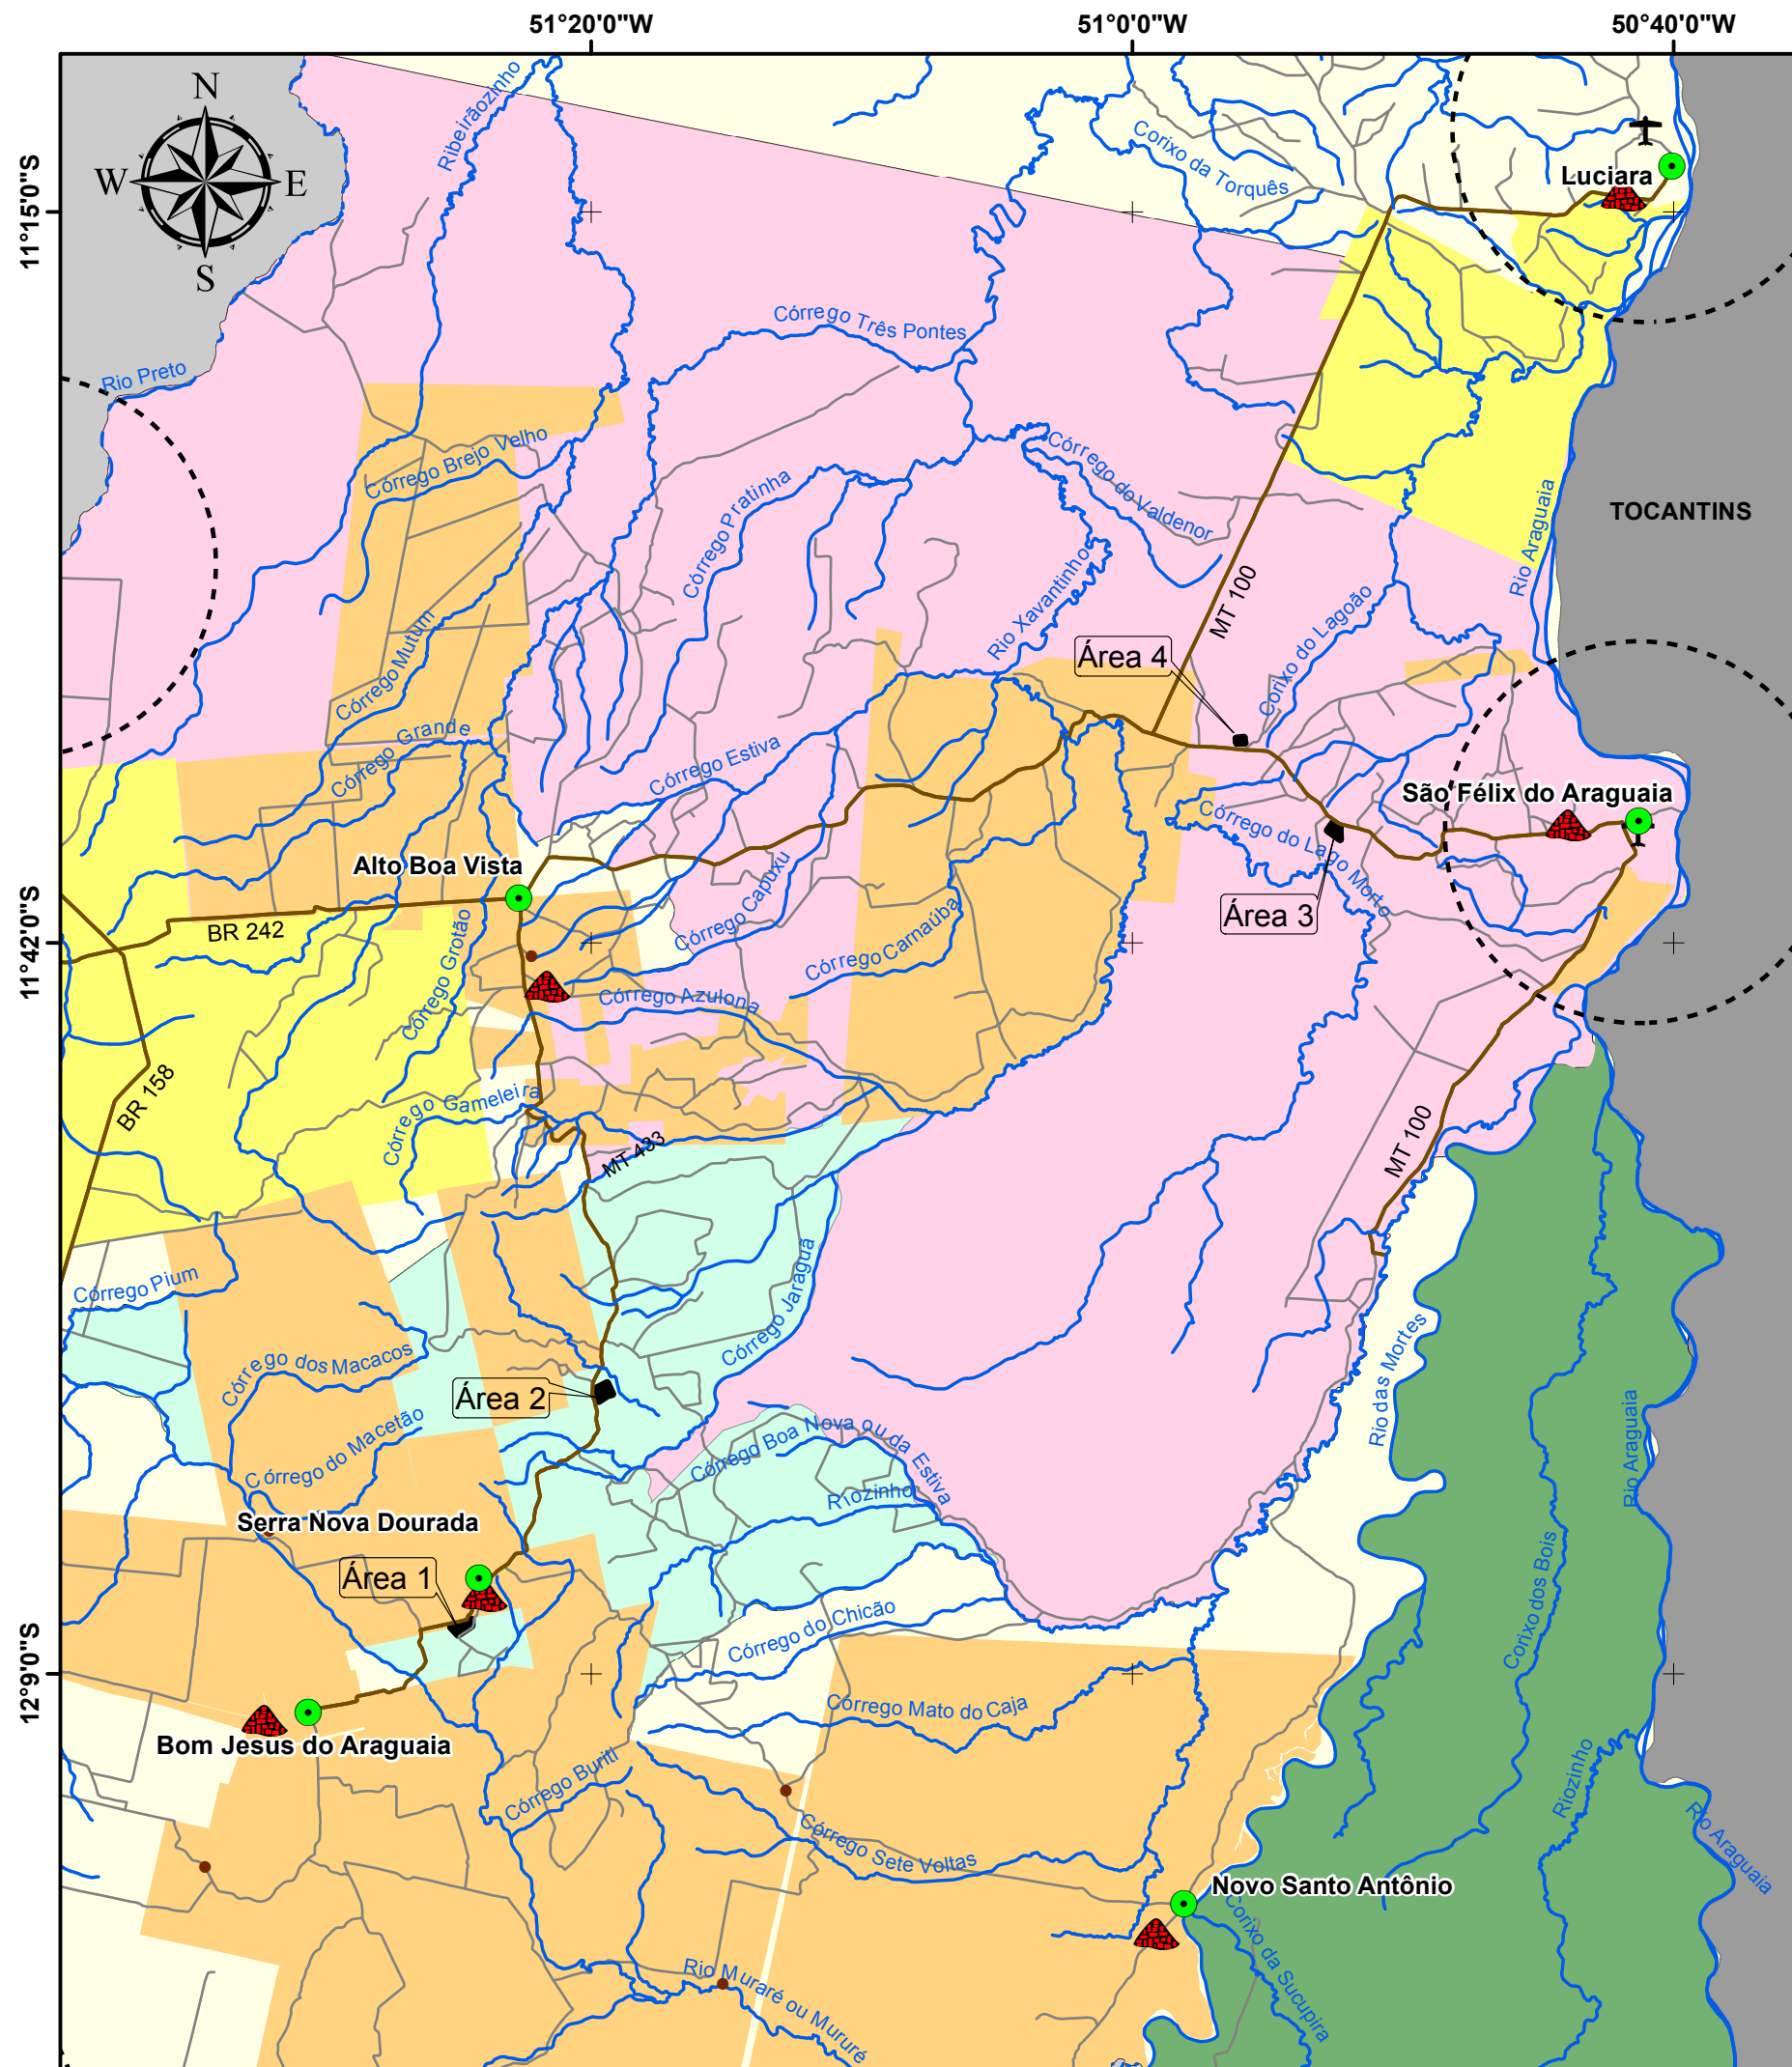 51°20'0"W
51°0'0"W
50°40'0"W
11°15'0"S
11°42'0"S
12°9'0"S
N
W
E
S
Ribeirãozinho
Corixo da Torquês
Luciara
Rio Preto
Córrego Três Pontes
Córrego Brejo Velho
Córrego Pratinha
Córrego do Valdenor
Rio Araguaia
TOCANTINS
Rio Xavantinho
MT 100
Córrego Mutum
Área 4
Corixo do Lagoão
Córrego Grande
Córrego Estiva
São Félix do Araguaia
Córrego do Lago Morto
Alto Boa Vista
Área 3
BR 242
Córrego Grotão
Córrego Capuxu
Córrego Carnaúba
Córrego Azulona
BR 158
Córrego Gameleira
MT 433
MT 100
Córrego Pium
Córrego Jaraguá
Córrego dos Macacos
Área 2
Rio das Mortes
Rio Araguaia
Córrego do Macetão
Córrego Boa Nova ou da Estiva
Riozinho
Serra Nova Dourada
Área 1
Corixo dos Bois
Córrego do Chicão
Córrego Mato do Caja
Bom Jesus do Araguaia
Córrego Buriti
Riozinho
Rio Araguaia
Córrego Sete Voltas
Novo Santo Antônio
Corixo da Sucupira
Rio Muraré ou Mururé